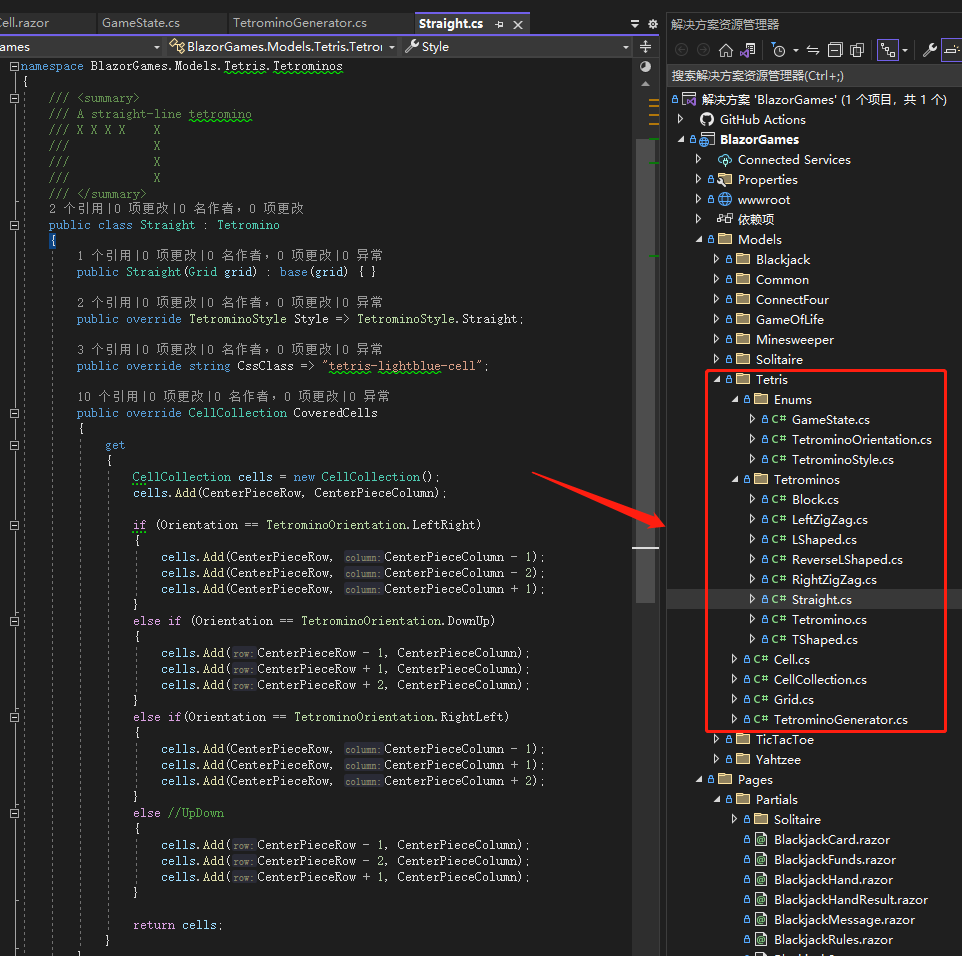 Cell.razor
GameState.cs
TetrominoGenerator.cs
Straight.cs
ames
BlazorGames.Models.Tetris.Tetror
Style
namespace BlazorGames.Models.Tetris.Tetrominos
{
/// <summary>
/// A straight-line tetromino
/// X X X X    X
///            X
///            X
///            X
/// </summary>
2 个引用|0 项更改|0 名作者，0 项更改
public class Straight : Tetromino
{
1 个引用|0 项更改|0 名作者，0 项更改|0 异常
public Straight(Grid grid) : base(grid) { }
2 个引用|0 项更改|0 名作者，0 项更改|0 异常
public override TetrominoStyle Style => TetrominoStyle.Straight;
3 个引用|0 项更改|0 名作者，0 项更改|0 异常
public override string CssClass => "tetris-lightblue-cell";
10 个引用|0 项更改|0 名作者，0 项更改|0 异常
public override CellCollection CoveredCells
{
get
{
CellCollection cells = new CellCollection();
cells.Add(CenterPieceRow, CenterPieceColumn);
if (Orientation == TetrominoOrientation.LeftRight)
{
cells.Add(CenterPieceRow, column: CenterPieceColumn - 1);
cells.Add(CenterPieceRow, column: CenterPieceColumn - 2);
cells.Add(CenterPieceRow, column: CenterPieceColumn + 1);
}
else if (Orientation == TetrominoOrientation.DownUp)
{
cells.Add(row: CenterPieceRow - 1, CenterPieceColumn);
cells.Add(row: CenterPieceRow + 1, CenterPieceColumn);
cells.Add(row: CenterPieceRow + 2, CenterPieceColumn);
}
else if(Orientation == TetrominoOrientation.RightLeft)
{
cells.Add(CenterPieceRow, column: CenterPieceColumn - 1);
cells.Add(CenterPieceRow, column: CenterPieceColumn + 1);
cells.Add(CenterPieceRow, column: CenterPieceColumn + 2);
}
else //UpDown
{
cells.Add(row: CenterPieceRow - 1, CenterPieceColumn);
cells.Add(row: CenterPieceRow - 2, CenterPieceColumn);
cells.Add(row: CenterPieceRow + 1, CenterPieceColumn);
}
return cells;
}
解决方案资源管理器
搜索解决方案资源管理器(Ctrl+;)
解决方案 'BlazorGames' (1 个项目，共 1 个)
GitHub Actions
BlazorGames
Connected Services
Properties
wwwroot
依赖项
Models
Blackjack
Common
ConnectFour
GameOfLife
Minesweeper
Solitaire
Tetris
Enums
C# GameState.cs
C# TetrominoOrientation.cs
C# TetrominoStyle.cs
Tetrominos
C# Block.cs
C# LeftZigZag.cs
C# LShaped.cs
C# ReverseLShaped.cs
C# RightZigZag.cs
C# Straight.cs
C# Tetromino.cs
C# TShaped.cs
C# Cell.cs
C# CellCollection.cs
C# Grid.cs
C# TetrominoGenerator.cs
TicTacToe
Yahtzee
Pages
Partials
Solitaire
BlackjackCard.razor
BlackjackFunds.razor
BlackjackHand.razor
BlackjackHandResult.razor
BlackjackMessage.razor
BlackjackRules.razor